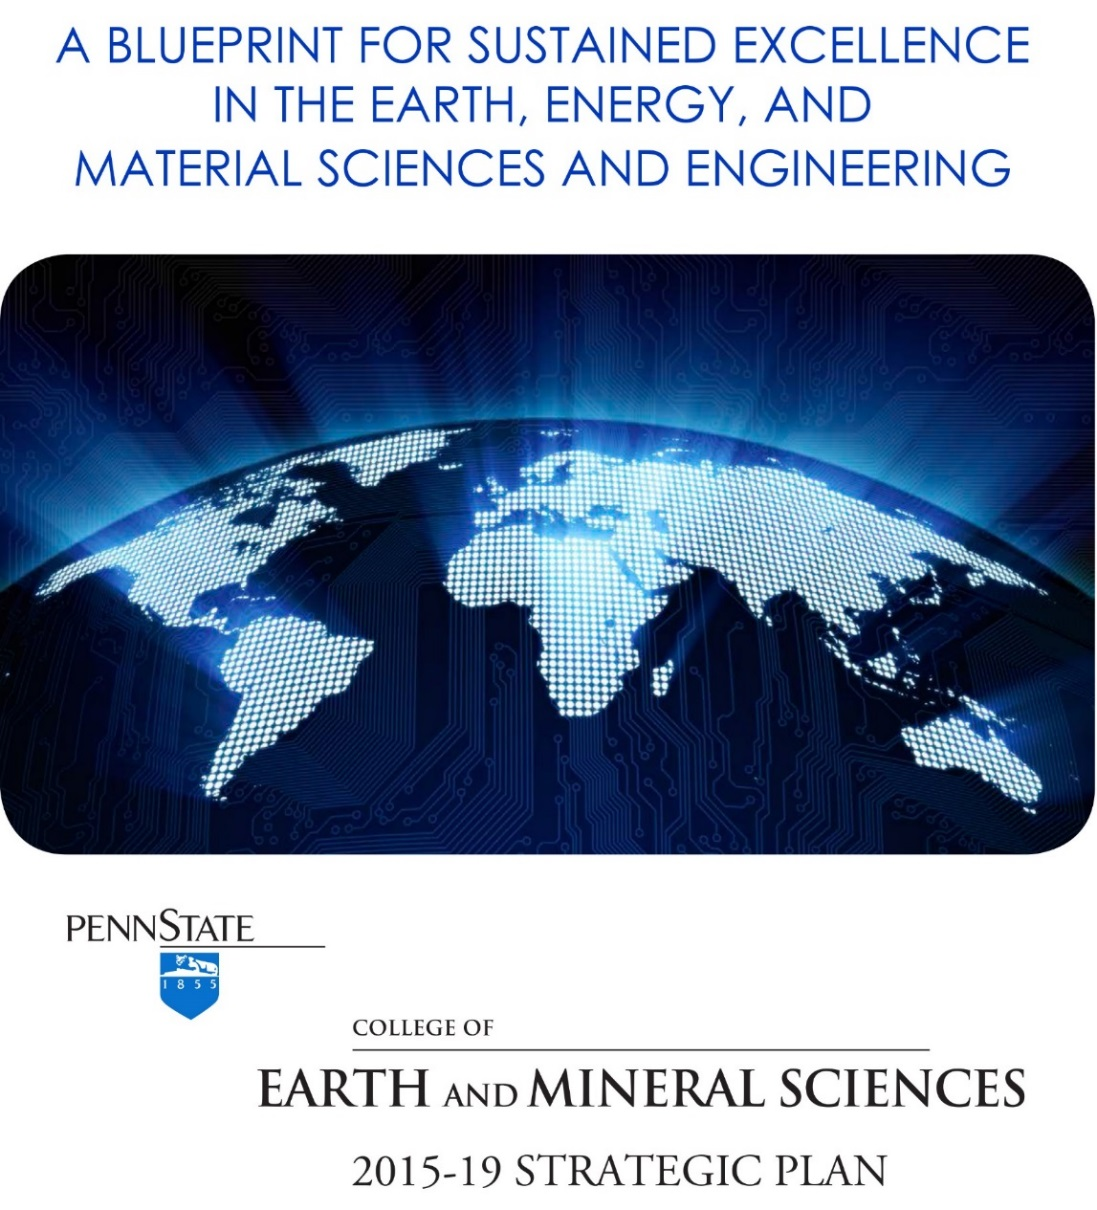 A BLUEPRINT FOR SUSTAINED EXCELLENCE
IN THE EARTH, ENERGY, AND
MATERIAL SCIENCES AND ENGINEERING
PENNSTATE
1855
COLLEGE OF
EARTH AND MINERAL SCIENCES
2015-19 STRATEGIC PLAN